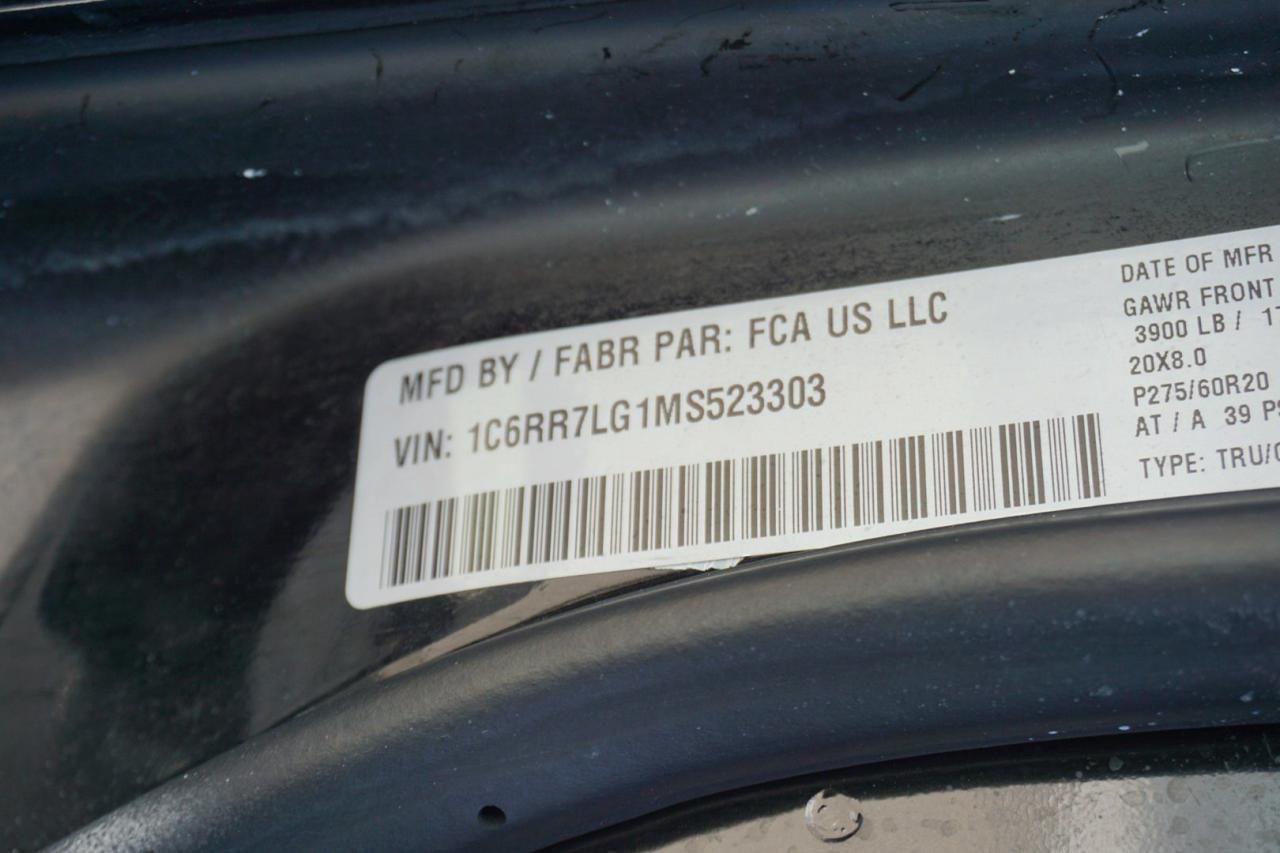 MFD BY / FABR PAR: FCA US LLC
VIN: 1C6RR7LG1MS523303
DATE OF MFR
GAWR FRONT
3900 LB /
20X8.0
P275/60R20
AT / A 39
TYPE: